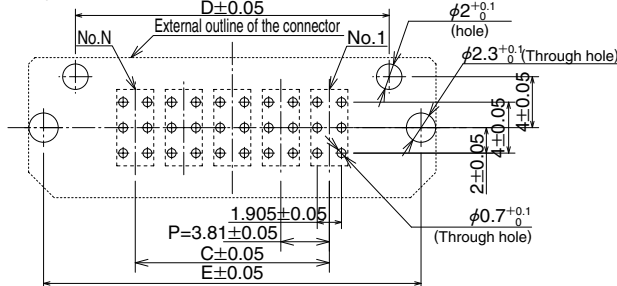 D±0.05
External outline of the connector
No.N
No.1
ϕ2 +0.1 0
(hole)
ϕ2.3 +0.1 0 (Through hole)
4±0.05
4±0.05
2±0.05
1.905±0.05
P=3.81±0.05
C±0.05
E±0.05
ϕ0.7 +0.1 0
(Through hole)